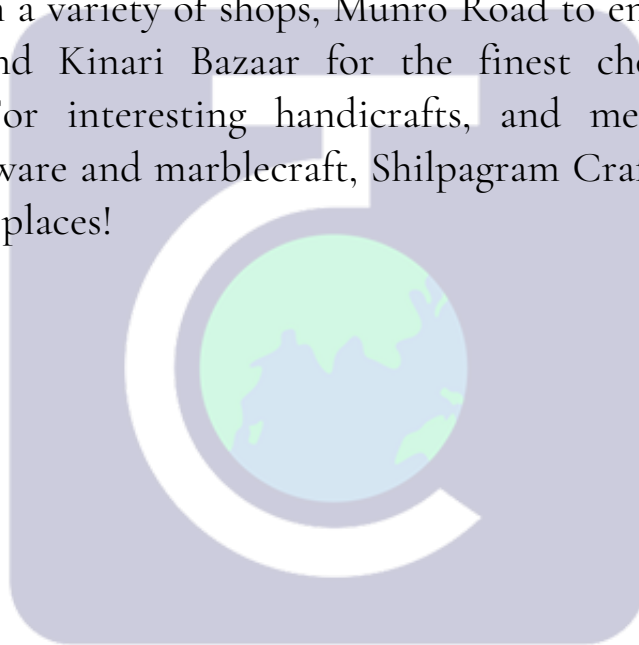 a variety of shops, Munro Road to
Kinari Bazaar for the finest
interesting handicrafts, and
and marblecraft, Shilpagram
places!